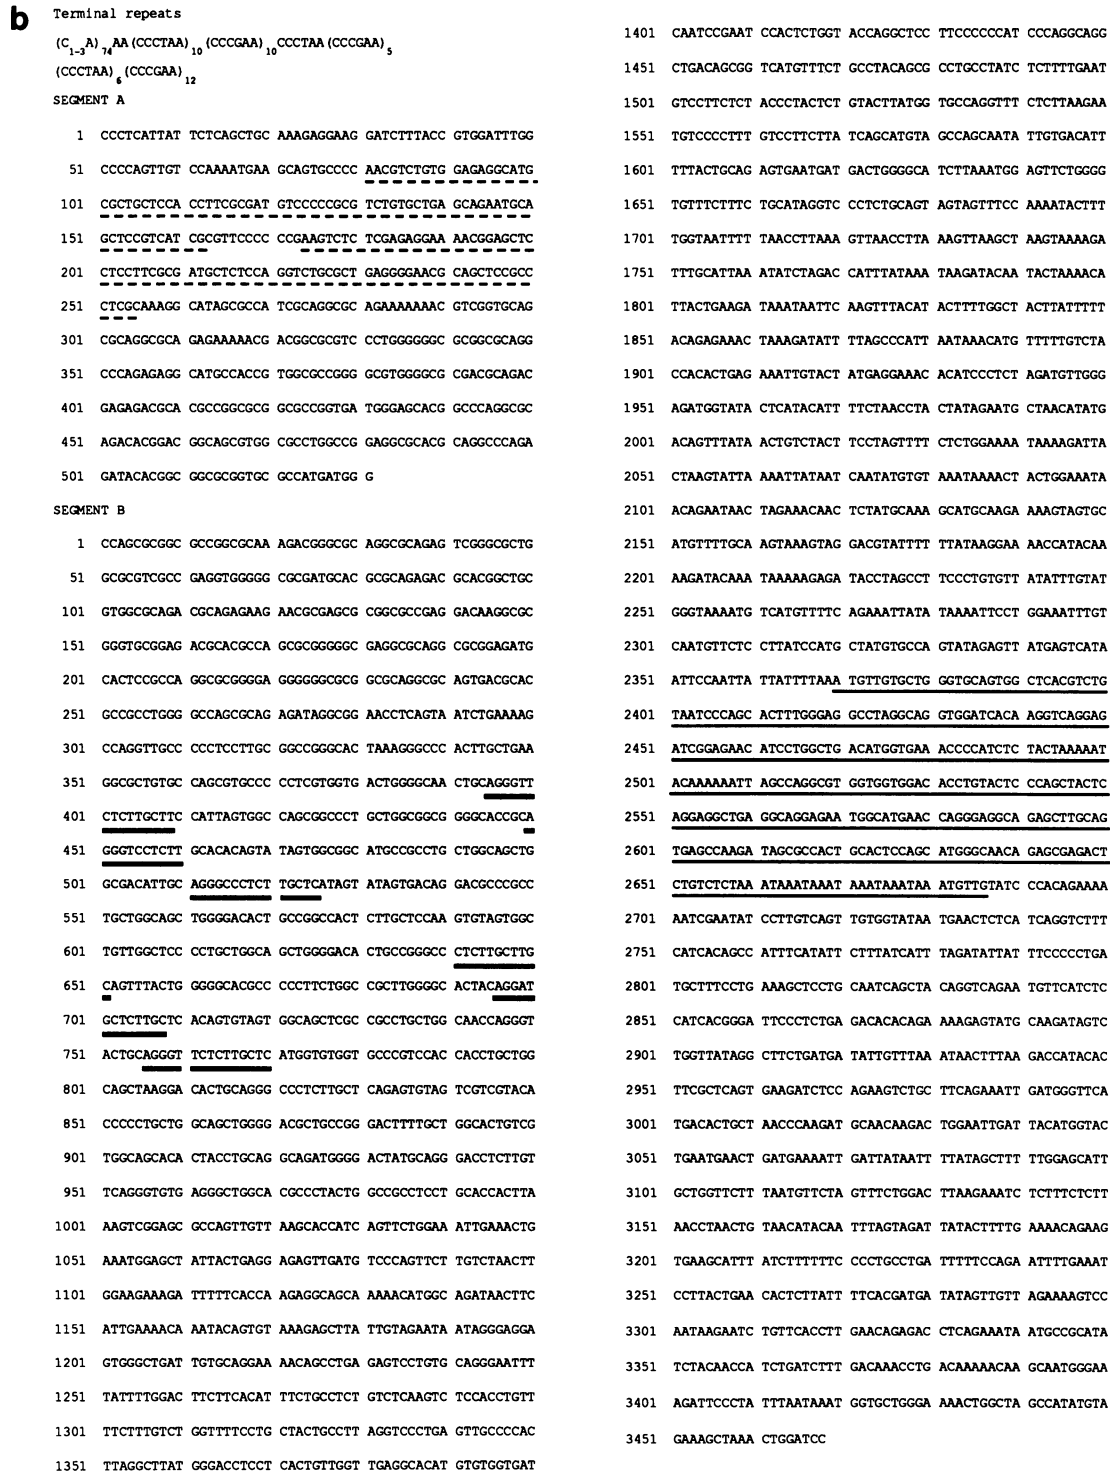 b
Terminal repeats
(C1-3A)74AA(CCCTAA)10(CCCGAA)10CCCTAA(CCCGAA)5
(CCCTAA)6(CCCGAA)12
SEGMENT A
1 CCCTCATTAT TCTCAGCTGC AAAGAGGAAG GATCTTTACC GTGGATTTGG
51 CCCCAGTTGT CCAAAATGAA GCAGTGCCCC AACGTCTGTG GAGAGGCATG
101 CGCTGCTCCA CCTTCGCGAT GTCCCCCGCG TCTGTGCTGA GCAGAATGCA
151 GCTCCGTCAT CGCGTTCCCC CCGAAGTCTC TCGAGAGGAA AACGGAGCTC
201 CTCCTTCGCG ATGCTCTCCA GGTCTGCGCT GAGGGGAACG CAGCTCCGCC
251 CTCGCAAAGG CATAGCGCCA TCGCAGGCGC AGAAAAAAAC GTCGGTGCAG
301 CGCAGGCGCA GAGAAAAACG ACGGCGCGTC CCTGGGGGGC GCGGCGCAGG
351 CCCAGAGAGG CATGCCACCG TGGCGCCGGG GCGTGGGGCG CGACGCAGAC
401 GAGAGACGCA CGCCGGCGCG GCGCCGGTGA TGGGAGCACG GCCCAGGCGC
451 AGACACGGAC GGCAGCGTGG CGCCTGGCCG GAGGCGCACG CAGGCCCAGA
501 GATACACGGC GGCGCGGTGC GCCATGATGG G
SEGMENT B
1 CCAGCGCGGC GCCGGCGCAA AGACGGGCGC AGGCGCAGAG TCGGGCGCTG
51 GCGCGTCGCC GAGGTGGGGG CGCGATGCAC GCGCAGAGAC GCACGGCTGC
101 GTGGCGCAGA CGCAGAGAAG AACGCGAGCG CGGCGCCGAG GACAAGGCGC
151 GGGTGCGGAG ACGCACGCCA GCGCGGGGGC GAGGCGCAGG CGCGGAGATG
201 CACTCCGCCA GGCGCGGGGA GGGGGGCGCG GCGCAGGCGC AGTGACGCAC
251 GCCGCCTGGG GCCAGCGCAG AGATAGGCGG AACCTCAGTA ATCTGAAAAG
301 CCAGGTTGCC CCCTCCTTGC GGCCGGGCAC TAAAGGGCCC ACTTGCTGAA
351 GGCGCTGTGC CAGCGTGCCC CCTCGTGGTG ACTGGGGCAA CTGCAGGGTT
401 CTCTTGCTTC CATTAGTGGC CAGCGGCCCT GCTGGCGGCG GGGCACCGCA
451 GGGTCCTCTT GCACACAGTA TAGTGGCGGC ATGCCGCCTG CTGGCAGCTG
501 GCGACATTGC AGGGCCCTCT TGCTCATAGT ATAGTGACAG GACGCCCGCC
551 TGCTGGCAGC TGGGGACACT GCCGGCCACT CTTGCTCCAA GTGTAGTGGC
601 TGTTGGCTCC CCTGCTGGCA GCTGGGGACA CTGCCGGGCC CTCTTGCTTG
651 CAGTTTACTG GGGGCACGCC CCCTTCTGGC CGCTTGGGGC ACTACAGGAT
701 GCTCTTGCTC ACAGTGTAGT GGCAGCTCGC CGCCTGCTGG CAACCAGGGT
751 ACTGCAGGGT TCTCTTGCTC ATGGTGTGGT GCCCGTCCAC CACCTGCTGG
801 CAGCTAAGGA CACTGCAGGG CCCTCTTGCT CAGAGTGTAG TCGTCGTACA
851 CCCCCTGCTG GCAGCTGGGG ACGCTGCCGG GACTTTTGCT GGCACTGTCG
901 TGGCAGCACA CTACCTGCAG GCAGATGGGG ACTATGCAGG GACCTCTTGT
951 TCAGGGTGTG AGGGCTGGCA CGCCCTACTG GCCGCCTCCT GCACCACTTA
1001 AAGTCGGAGC GCCAGTTGTT AAGCACCATC AGTTCTGGAA ATTGAAACTG
1051 AAATGGAGCT ATTACTGAGG AGAGTTGATG TCCCAGTTCT TGTCTAACTT
1101 GGAAGAAAGA TTTTTCACCA AGAGGCAGCA AAAACATGGC AGATAACTTC
1151 ATTGAAAACA AATACAGTGT AAAGAGCTTA TTGTAGAATA ATAGGGAGGA
1201 GTGGGCTGAT TGTGCAGGAA AACAGCCTGA GAGTCCTGTG CAGGGAATTT
1251 TATTTTGGAC TTCTTCACAT TTCTGCCTCT GTCTCAAGTC TCCACCTGTT
1301 TTCTTTGTCT GGTTTTCCTG CTACTGCCTT AGGTCCCTGA GTTGCCCCAC
1351 TTAGGCTTAT GGGACCTCCT CACTGTTGGT TGAGGCACAT GTGTGGTGAT
1401 CAATCCGAAT CCACTCTGGT ACCAGGCTCC TTCCCCCCAT CCCAGGCAGG
1451 CTGACAGCGG TCATGTTTCT GCCTACAGCG CCTGCCTATC TCTTTTGAAT
1501 GTCCTTCTCT ACCCTACTCT GTACTTATGG TGCCAGGTTT CTCTTAAGAA
1551 TGTCCCCTTT GTCCTTCTTA TCAGCATGTA GCCAGCAATA TTGTGACATT
1601 TTTACTGCAG AGTGAATGAT GACTGGGGCA TCTTAAATGG AGTTCTGGGG
1651 TGTTTCTTTC TGCATAGGTC CCTCTGCAGT AGTAGTTTCC AAAATACTTT
1701 TGGTAATTTT TAACCTTAAA GTTAACCTTA AAGTTAAGCT AAGTAAAAGA
1751 TTTGCATTAA ATATCTAGAC CATTTATAAA TAAGATACAA TACTAAAACA
1801 TTACTGAAGA TAAATAATTC AAGTTTACAT ACTTTTGGCT ACTTATTTTT
1851 ACAGAGAAAC TAAAGATATT TTAGCCCATT AATAAACATG TTTTTGTCTA
1901 CCACACTGAG AAATTGTACT ATGAGGAAAC ACATCCCTCT AGATGTTGGG
1951 AGATGGTATA CTCATACATT TTCTAACCTA CTATAGAATG CTAACATATG
2001 ACAGTTTATA ACTGTCTACT TCCTAGTTTT CTCTGGAAAA TAAAAGATTA
2051 CTAAGTATTA AAATTATAAT CAATATGTGT AAATAAAACT ACTGGAAATA
2101 ACAGAATAAC TAGAAACAAC TCTATGCAAA GCATGCAAGA AAAGTAGTGC
2151 ATGTTTTGCA AGTAAAGTAG GACGTATTTT TTATAAGGAA AACCATACAA
2201 AAGATACAAA TAAAAAGAGA TACCTAGCCT TCCCTGTGTT ATATTTGTAT
2251 GGGTAAAATG TCATGTTTTC AGAAATTATA TAAAATTCCT GGAAATTTGT
2301 CAATGTTCTC CTTATCCATG CTATGTGCCA GTATAGAGTT ATGAGTCATA
2351 ATTCCAATTA TTATTTTAAA TGTTGTGCTG GGTGCAGTGG CTCACGTCTG
2401 TAATCCCAGC ACTTTGGGAG GCCTAGGCAG GTGGATCACA AGGTCAGGAG
2451 ATCGGAGAAC ATCCTGGCTG ACATGGTGAA ACCCCATCTC TACTAAAAAT
2501 ACAAAAAATT AGCCAGGCGT GGTGGTGGAC ACCTGTACTC CCAGCTACTC
2551 AGGAGGCTGA GGCAGGAGAA TGGCATGAAC CAGGGAGGCA GAGCTTGCAG
2601 TGAGCCAAGA TAGCGCCACT GCACTCCAGC ATGGGCAACA GAGCGAGACT
2651 CTGTCTCTAA ATAAATAAAT AAATAAATAA ATGTTGTATC CCACAGAAAA
2701 AATCGAATAT CCTTGTCAGT TGTGGTATAA TGAACTCTCA TCAGGTCTTT
2751 CATCACAGCC ATTTCATATT CTTTATCATT TAGATATTAT TTCCCCCTGA
2801 TGCTTTCCTG AAAGCTCCTG CAATCAGCTA CAGGTCAGAA TGTTCATCTC
2851 CATCACGGGA TTCCCTCTGA GACACACAGA AAAGAGTATG CAAGATAGTC
2901 TGGTTATAGG CTTCTGATGA TATTGTTTAA ATAACTTTAA GACCATACAC
2951 TTCGCTCAGT GAAGATCTCC AGAAGTCTGC TTCAGAAATT GATGGGTTCA
3001 TGACACTGCT AACCCAAGAT GCAACAAGAC TGGAATTGAT TACATGGTAC
3051 TGAATGAACT GATGAAAATT GATTATAATT TTATAGCTTT TTGGAGCATT
3101 GCTGGTTCTT TAATGTTCTA GTTTCTGGAC TTAAGAAATC TCTTTCTCTT
3151 AACCTAACTG TAACATACAA TTTAGTAGAT TATACTTTTG AAAACAGAAG
3201 TGAAGCATTT ATCTTTTTTC CCCTGCCTGA TTTTTCCAGA ATTTTGAAAT
3251 CCTTACTGAA CACTCTTATT TTCACGATGA TATAGTTGTT AGAAAAGTCC
3301 AATAAGAATC TGTTCACCTT GAACAGAGAC CTCAGAAATA ATGCCGCATA
3351 TCTACAACCA TCTGATCTTT GACAAACCTG ACAAAAACAA GCAATGGGAA
3401 AGATTCCCTA TTTAATAAAT GGTGCTGGGA AAACTGGCTA GCCATATGTA
3451 GAAAGCTAAA CTGGATCC